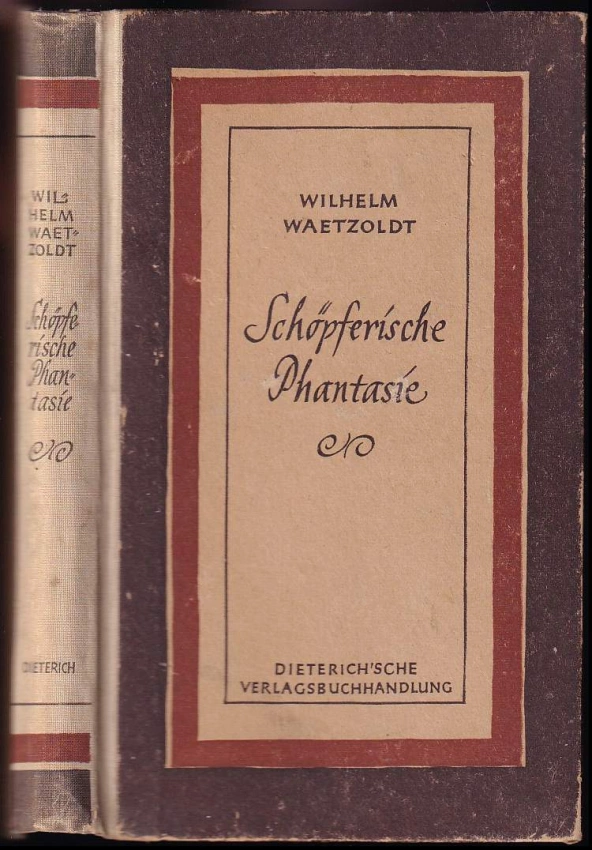 WIL=
HELM
WAET=
ZOLDT
Schöpfe
rische
Phan=
tasie
DIETERICH
WILHELM
WAETZOLDT
Schöpferische
Phantasie
DIETERICH'SCHE
VERLAGSBUCHHANDLUNG